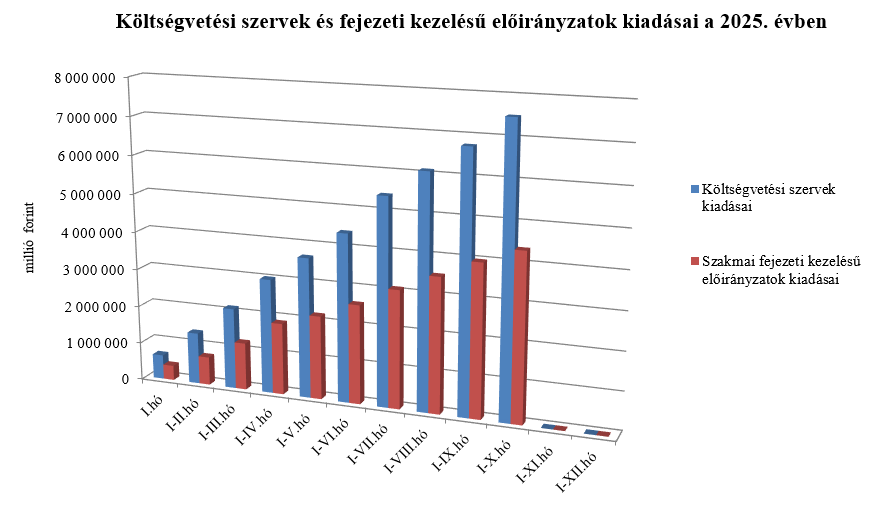 Költségvetési szervek és fejezeti kezelésű előirányzatok kiadásai a 2025. évben
8 000 000
7 000 000
6 000 000
5 000 000
4 000 000
3 000 000
2 000 000
1 000 000
0
millió forint
I.hó
I-II.hó
I-III.hó
I-IV.hó
I-V.hó
I-VI.hó
I-VII.hó
I-VIII.hó
I-IX.hó
I-X.hó
I-XI.hó
I-XII.hó
Költségvetési szervek
kiadásai
Szakmai fejezeti kezelésű
előirányzatok kiadásai